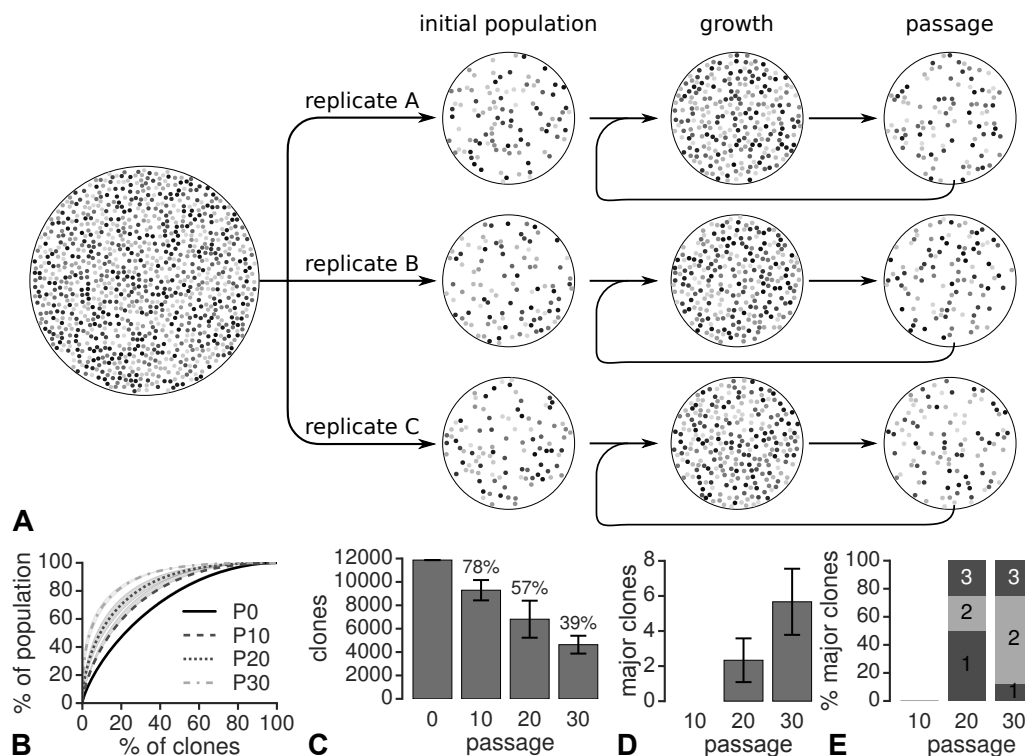 initial population growth passage
replicate A
replicate B
replicate C
A
100
80
60
40
20
0
% of population
P0
P10
P20
P30
0 20 40 60 80 100
% of clones
B
12000
10000
8000
6000
4000
2000
0
clones
78%
57%
39%
0 10 20 30
passage
C
8
6
4
2
0
major clones
10 20 30
passage
D
100
80
60
40
20
0
% major clones
3 3
2
2
1
1
10 20 30
passage
E